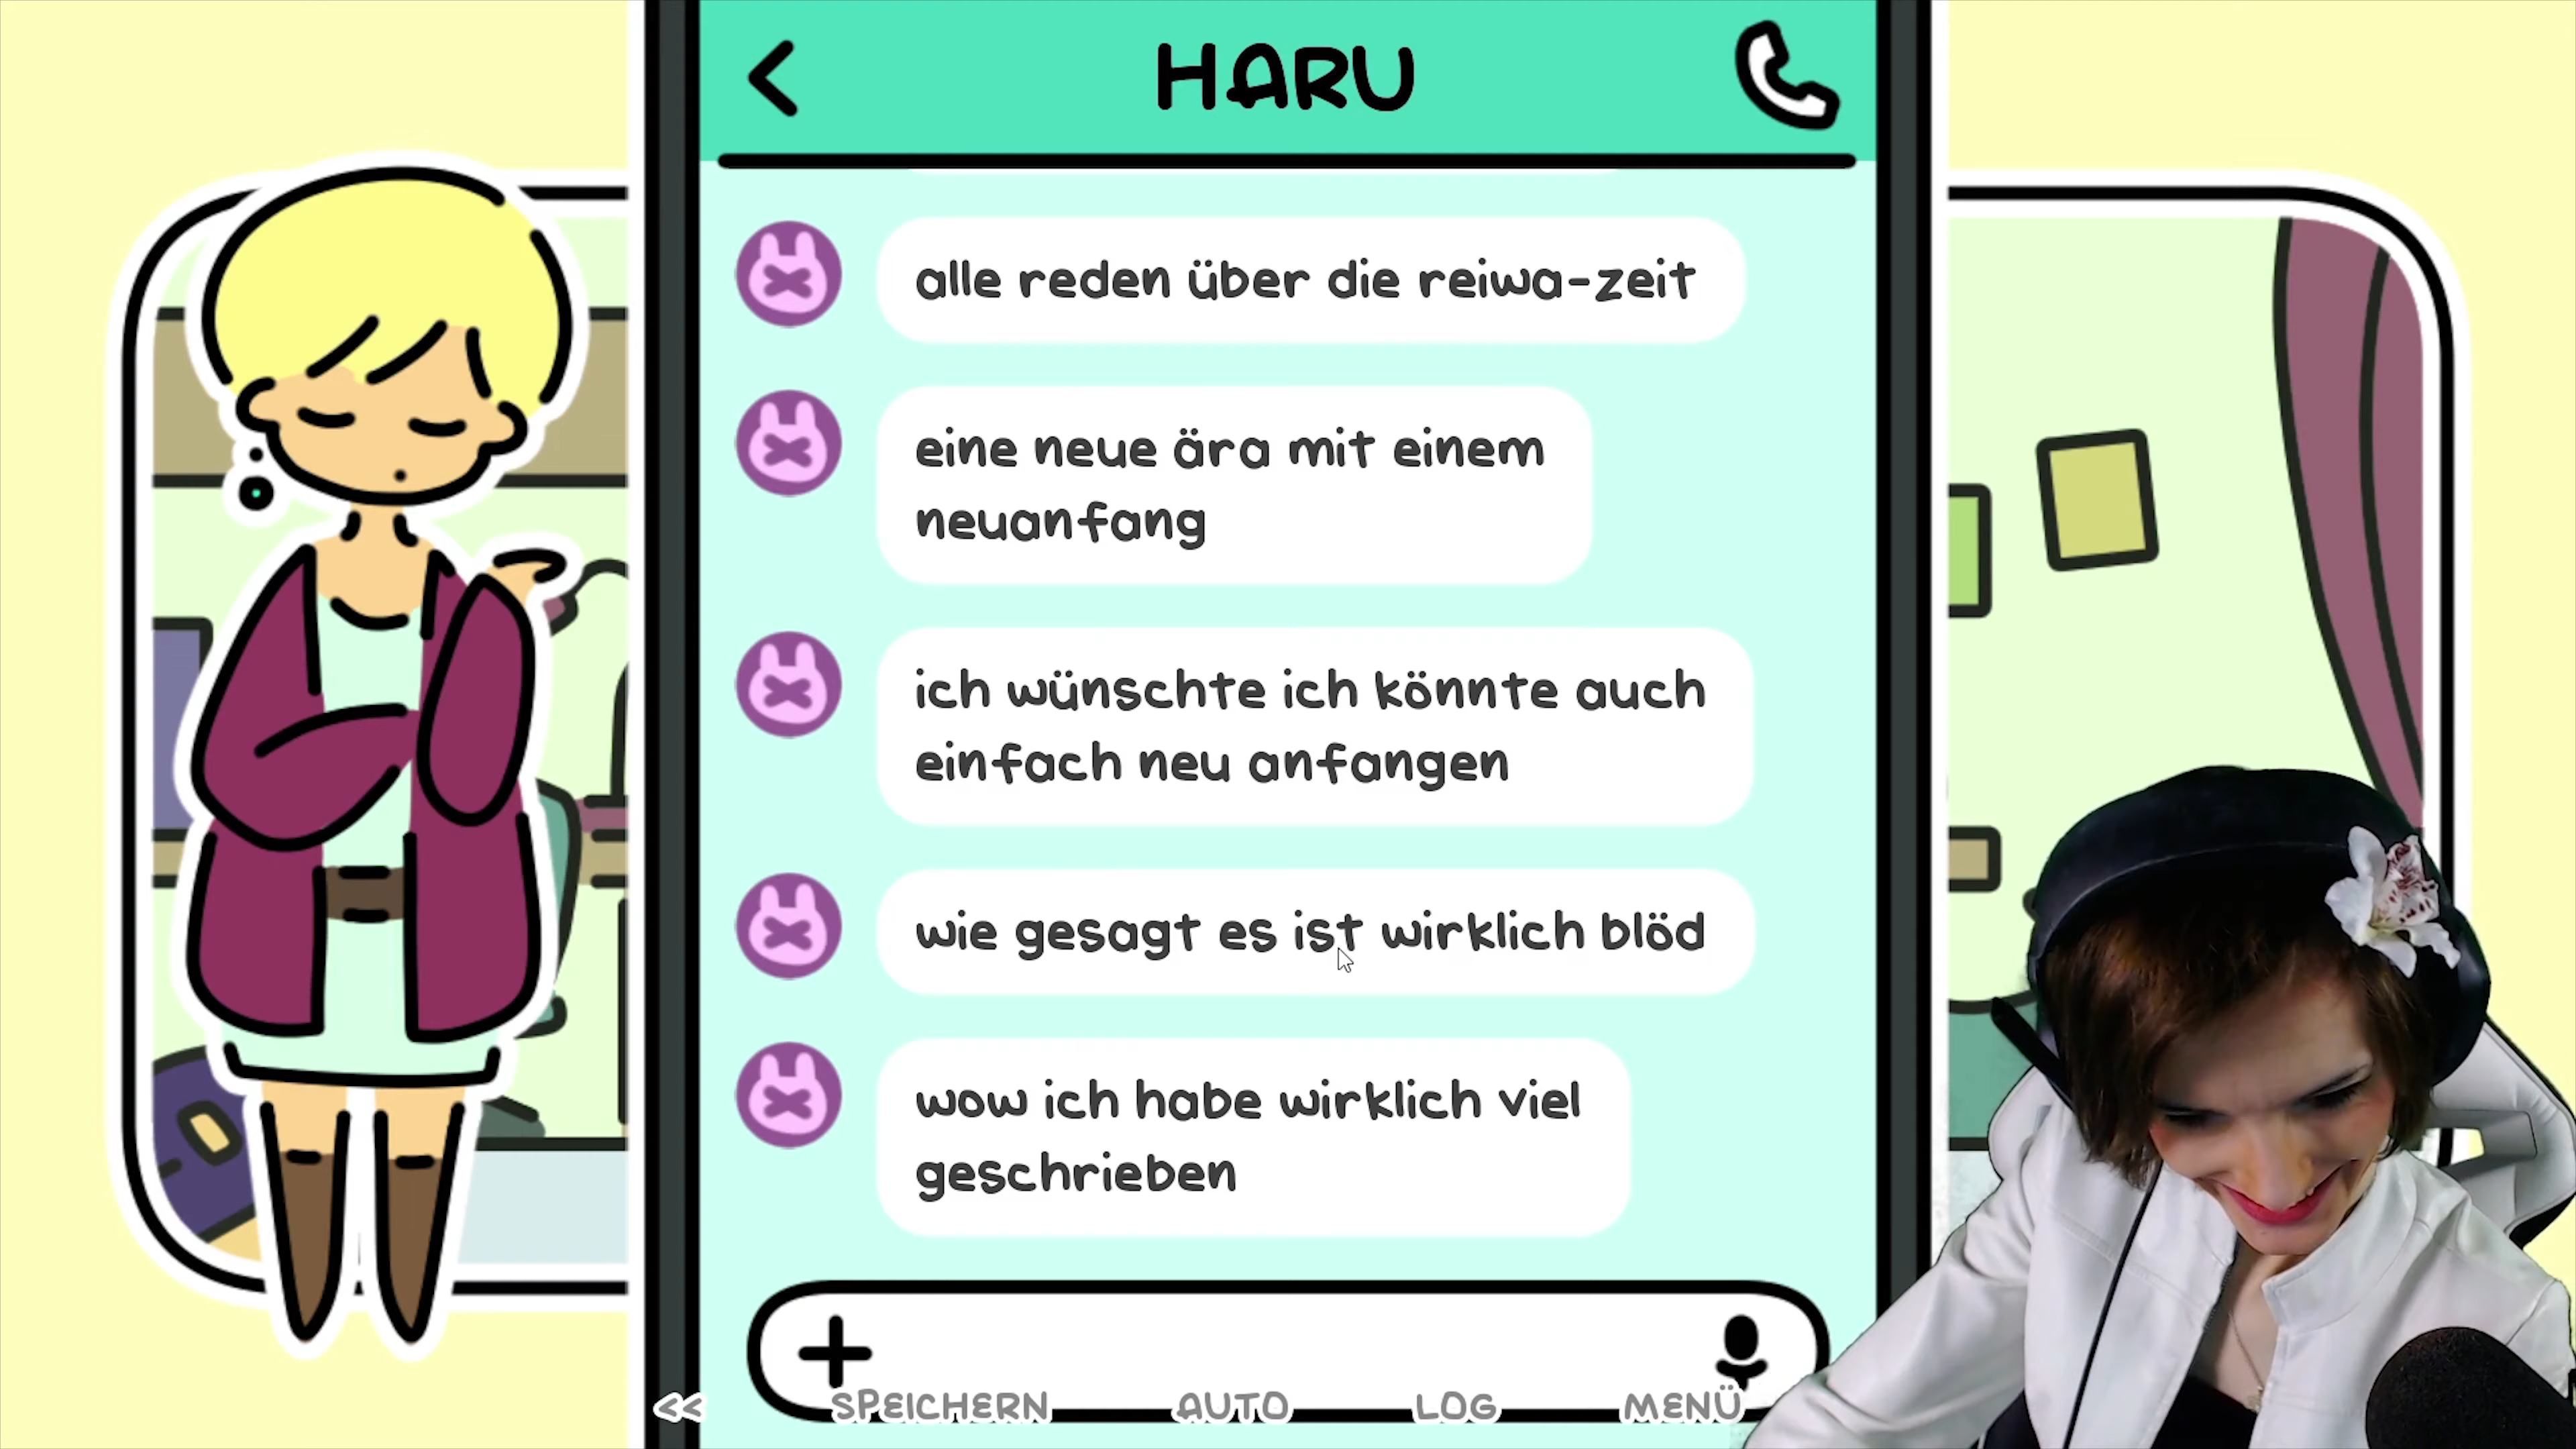 HARU
alle reden über die reiwa-zeit
eine neue ära mit einem
neuanfang
ich wünschte ich könnte auch
einfach neu anfangen
wie gesagt es ist wirklich blöd
wow ich habe wirklich viel
geschrieben
<< SPEICHERN AUTO LOG MENÜ